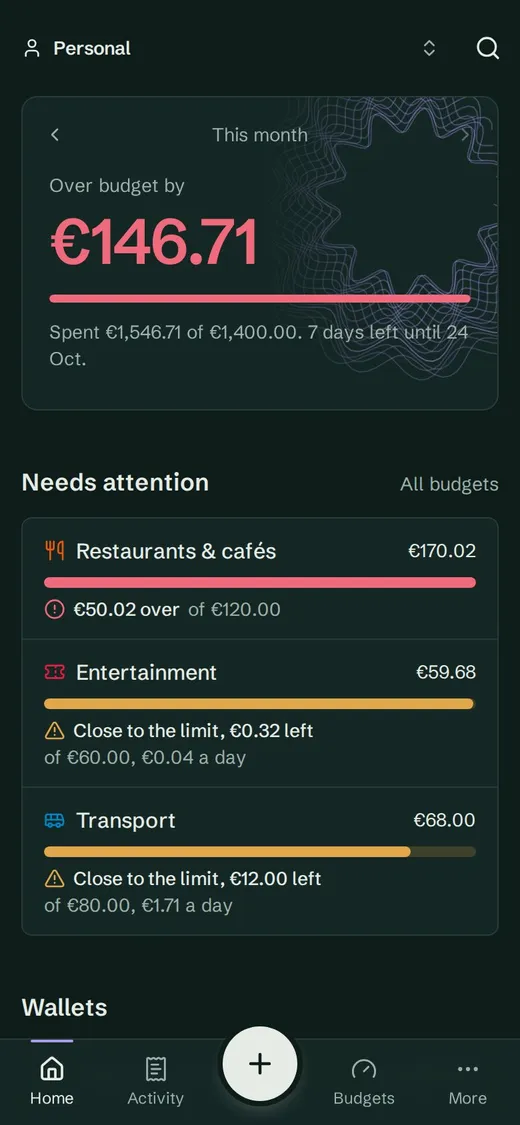 Personal
This month
Over budget by
€146.71
Spent €1,546.71 of €1,400.00. 7 days left until 24
Oct.
Needs attention
All budgets
Restaurants & cafés
€170.02
€50.02 over of €120.00
Entertainment
€59.68
Close to the limit, €0.32 left
of €60.00, €0.04 a day
Transport
€68.00
Close to the limit, €12.00 left
of €80.00, €1.71 a day
Wallets
Home
Activity
Budgets
More